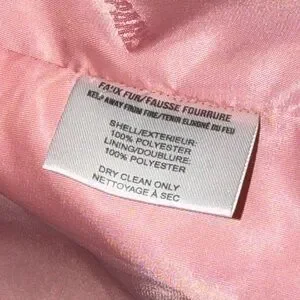 FAUX FUR/FAUSSE FOURRURE
KEEP AWAY FROM FIRE/TENIR ELOIGNÉ DU FEU
SHELL/EXTERIEUR:
100% POLYESTER
LINING/DOUBLURE:
100% POLYESTER
DRY CLEAN ONLY
NETTOYAGE À SEC